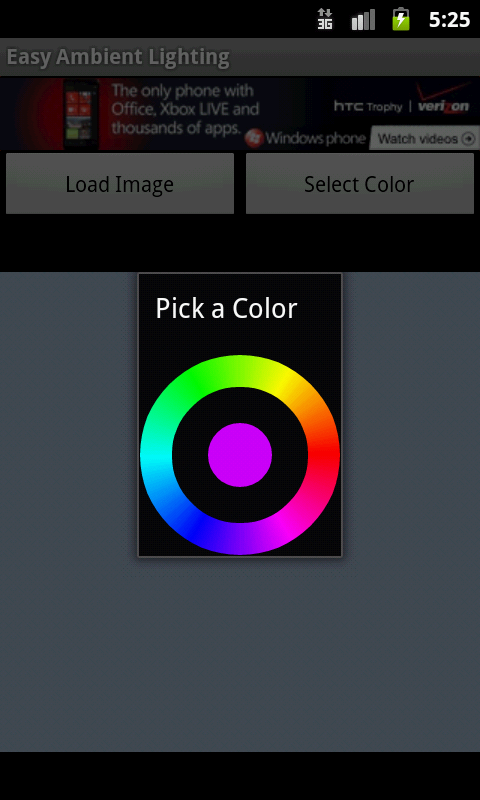 3G
5:25
Easy Ambient Lighting
The only phone with
Office, Xbox LIVE and
thousands of apps.
hTC Trophy | verizon
Windows phone
Watch videos
Load Image
Select Color
Pick a Color